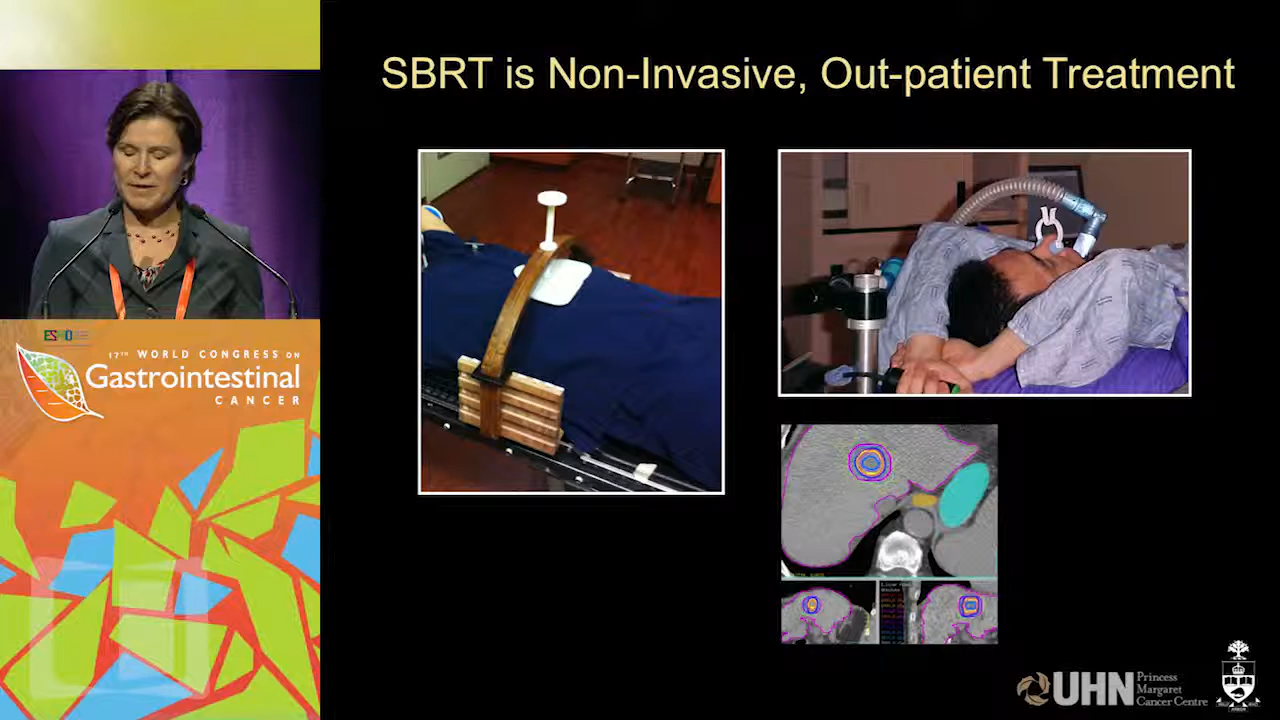 SBRT is Non-Invasive, Out-patient Treatment
17TH WORLD CONGRESS ON
Gastrointestinal
CANCER
UHN
Princess
Margaret
Cancer Centre